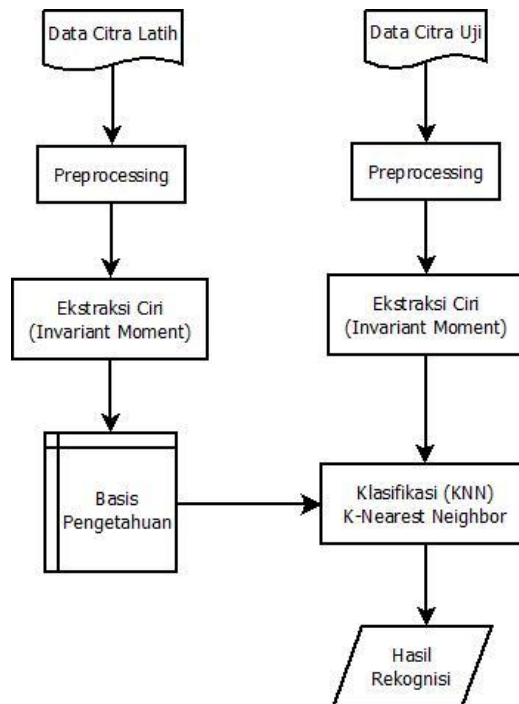 Data Citra Latih
Preprocessing
Ekstraksi Ciri
(Invariant Moment)
Basis
Pengetahuan
Data Citra Uji
Preprocessing
Ekstraksi Ciri
(Invariant Moment)
Klasifikasi (KNN)
K-Nearest Neighbor
Hasil
Rekognisi